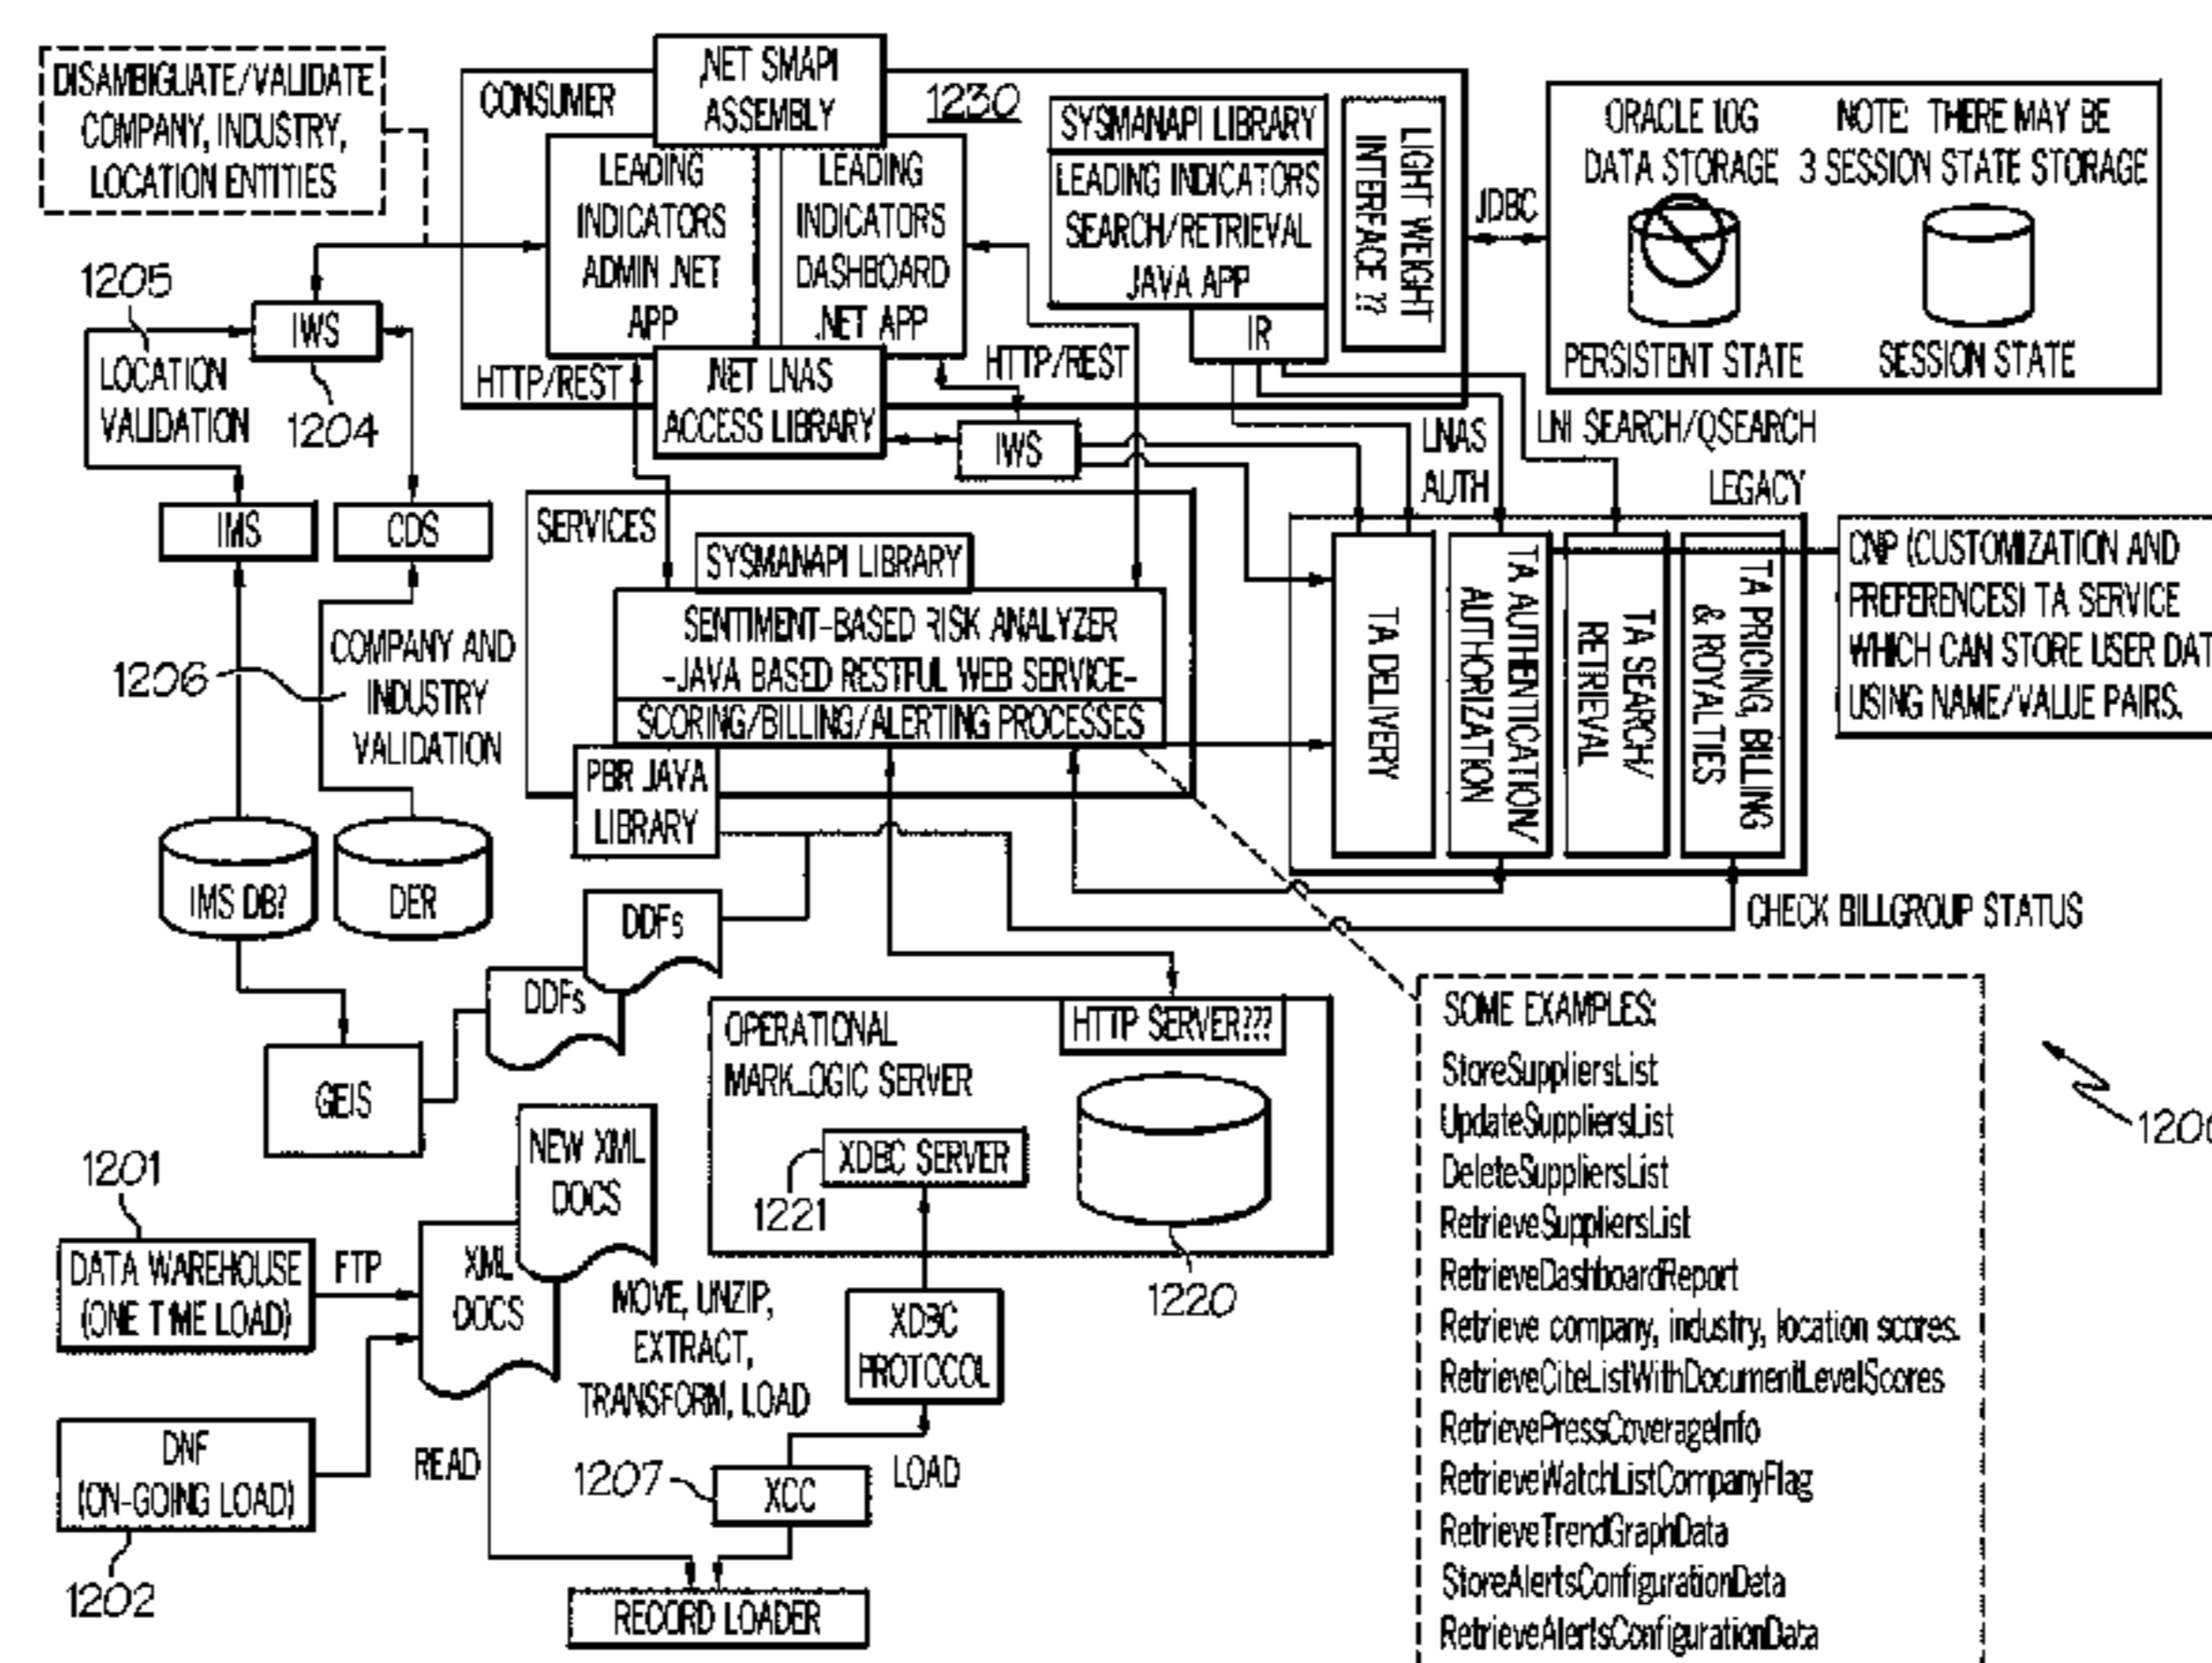 DISAMBIGUATE/VALIDATE
COMPANY, INDUSTRY,
LOCATION ENTITIES
CONSUMER
.NET SMAPI
ASSEMBLY
1230
LEADING
INDICATORS
ADMIN .NET
APP
LEADING
INDICATORS
DASHBOARD
.NET APP
SYSMANAPI LIBRARY
LEADING INDICATORS
SEARCH/RETRIEVAL
JAVA APP
IR
LIGHT WEIGHT
INTERFACE ??
JDBC
ORACLE 10G
DATA STORAGE
NOTE: THERE MAY BE
3 SESSION STATE STORAGE
PERSISTENT STATE
SESSION STATE
1205
IWS
LOCATION
VALIDATION
1204
HTTP/REST
.NET LNAS
ACCESS LIBRARY
HTTP/REST
IWS
LNAS
AUTH
LNI SEARCH/QSEARCH
LEGACY
IMS
CDS
SERVICES
SYSMANAPI LIBRARY
SENTIMENT-BASED RISK ANALYZER
-JAVA BASED RESTFUL WEB SERVICE-
SCORING/BILLING/ALERTING PROCESSES
PBR JAVA
LIBRARY
TA DELIVERY
TA AUTHENTICATION/
AUTHORIZATION
TA SEARCH/
RETRIEVAL
TA PRICING, BILLING
& ROYALTIES
CNP (CUSTOMIZATION AND
PREFERENCES) TA SERVICE
WHICH CAN STORE USER DAT
USING NAME/VALUE PAIRS.
1206
COMPANY AND
INDUSTRY
VALIDATION
IMS DB?
DER
CHECK BILLGROUP STATUS
DDFs
DDFs
GEIS
OPERATIONAL
MARKLOGIC SERVER
HTTP SERVER???
XDBC SERVER
1221
1220
1201
DATA WAREHOUSE
(ONE TIME LOAD)
FTP
XML
DOCS
NEW XML
DOCS
MOVE, UNZIP,
EXTRACT,
TRANSFORM, LOAD
XDBC
PROTOCOL
DNF
(ON-GOING LOAD)
1202
READ
1207
XCC
LOAD
RECORD LOADER
SOME EXAMPLES:
StoreSuppliersList
UpdateSuppliersList
DeleteSuppliersList
RetrieveSuppliersList
RetrieveDashboardReport
Retrieve company, industry, location scores.
RetrieveCiteListWithDocumentLevelScores
RetrievePressCoverageInfo
RetrieveWatchListCompanyFlag
RetrieveTrendGraphData
StoreAlertsConfigurationData
RetrieveAlertsConfigurationData